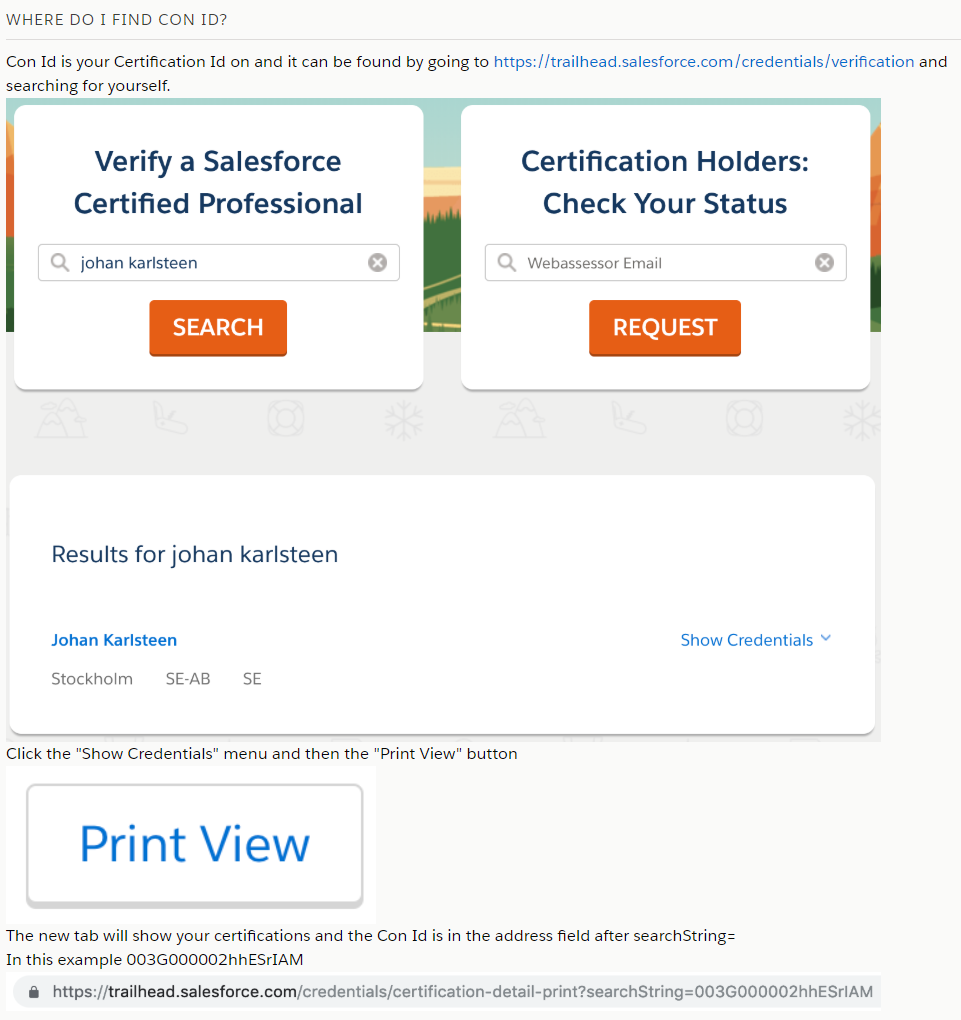 WHERE DO I FIND CON ID?
Con Id is your Certification Id on and it can be found by going to https://trailhead.salesforce.com/credentials/verification and
searching for yourself.
Verify a Salesforce
Certified Professional
johan karlsteen
SEARCH
Certification Holders:
Check Your Status
Webassessor Email
REQUEST
Results for johan karlsteen
Johan Karlsteen
Show Credentials
Stockholm SE-AB SE
Click the "Show Credentials" menu and then the "Print View" button
Print View
The new tab will show your certifications and the Con Id is in the address field after searchString=
In this example 003G000002hhESrIAM
https://trailhead.salesforce.com/credentials/certification-detail-print?searchString=003G000002hhESrIAM